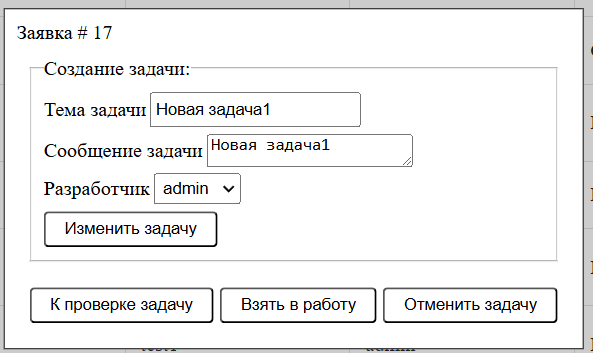 Заявка # 17
Создание задачи:
Тема задачи Новая задача1
Сообщение задачи Новая задача1
Разработчик admin
Изменить задачу
К проверке задачу Взять в работу Отменить задачу